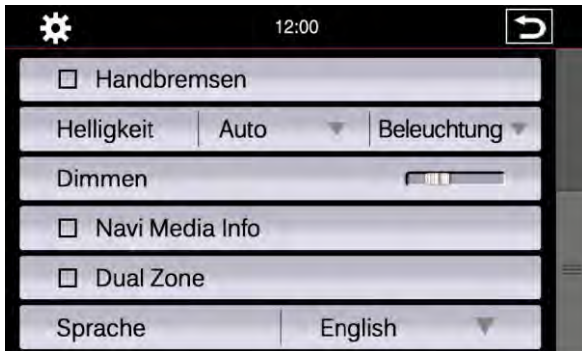 12:00
Handbremsen
Helligkeit Auto Beleuchtung
Dimmen
Navi Media Info
Dual Zone
Sprache English